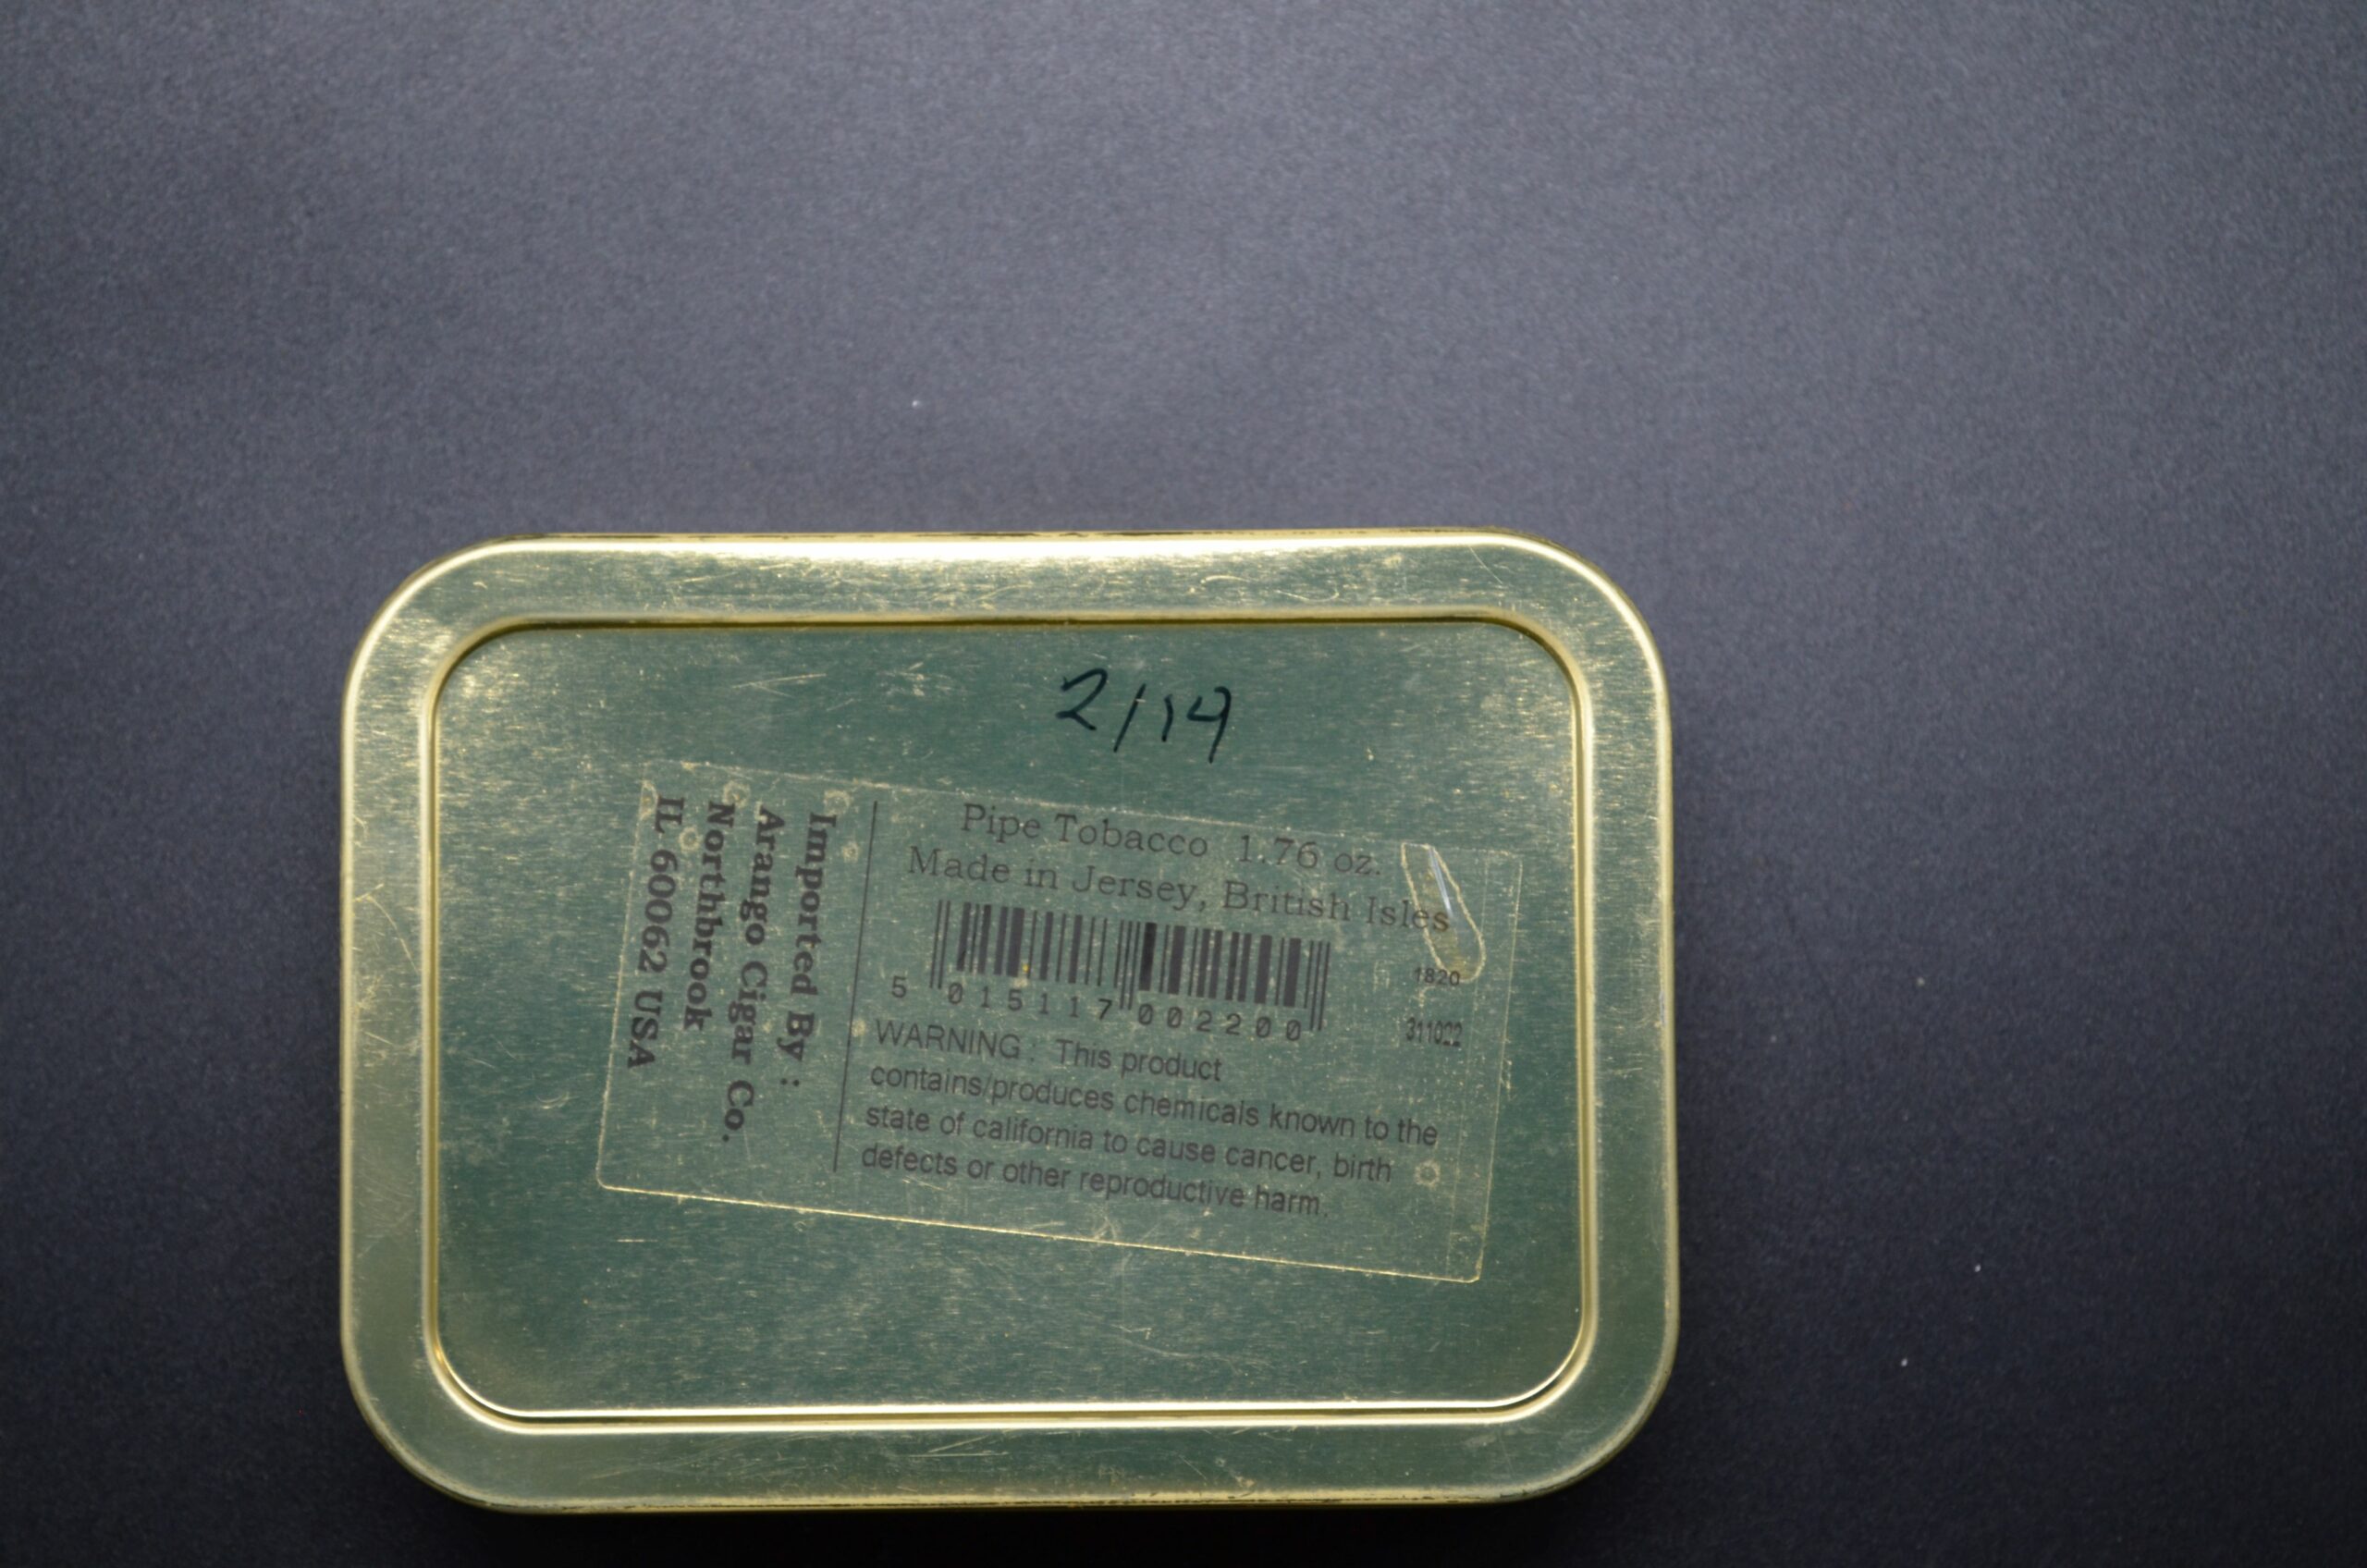 2/14
Pipe Tobacco 1.76 oz.
Made in Jersey, British Isles
5 015117 002200
1820
311022
WARNING : This product
contains/produces chemicals known to the
state of california to cause cancer, birth
defects or other reproductive harm.
Imported By :
Arango Cigar Co.
Northbrook
IL 60062 USA